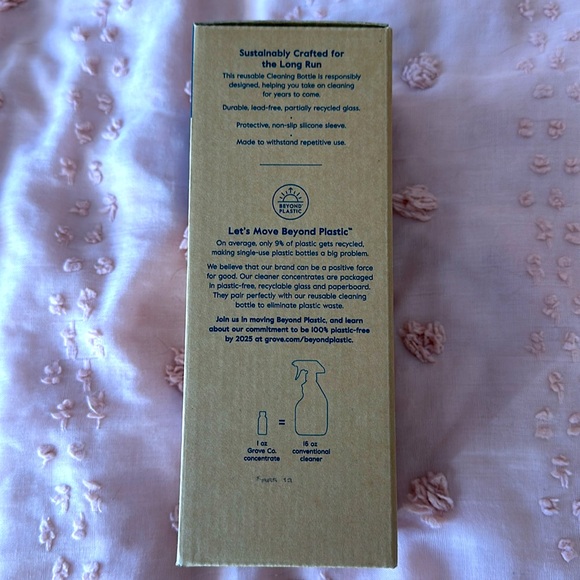 Sustainably Crafted for
the Long Run
This reusable Cleaning Bottle is responsibly
designed, helping you take on cleaning
for years to come.
Durable, lead-free, partially recycled glass.
•
Protective, non-slip silicone sleeve.
•
Made to withstand repetitive use.
BEYOND
PLASTIC
Let's Move Beyond Plastic™
On average, only 9% of plastic gets recycled,
making single-use plastic bottles a big problem.
We believe that our brand can be a positive force
for good. Our cleaner concentrates are packaged
in plastic-free, recyclable glass and paperboard.
They pair perfectly with our reusable cleaning
bottle to eliminate plastic waste.
Join us in moving Beyond Plastic, and learn
about our commitment to be 100% plastic-free
by 2025 at grove.com/beyondplastic.
=
1 oz
Grove Co.
concentrate
16 oz
conventional
cleaner